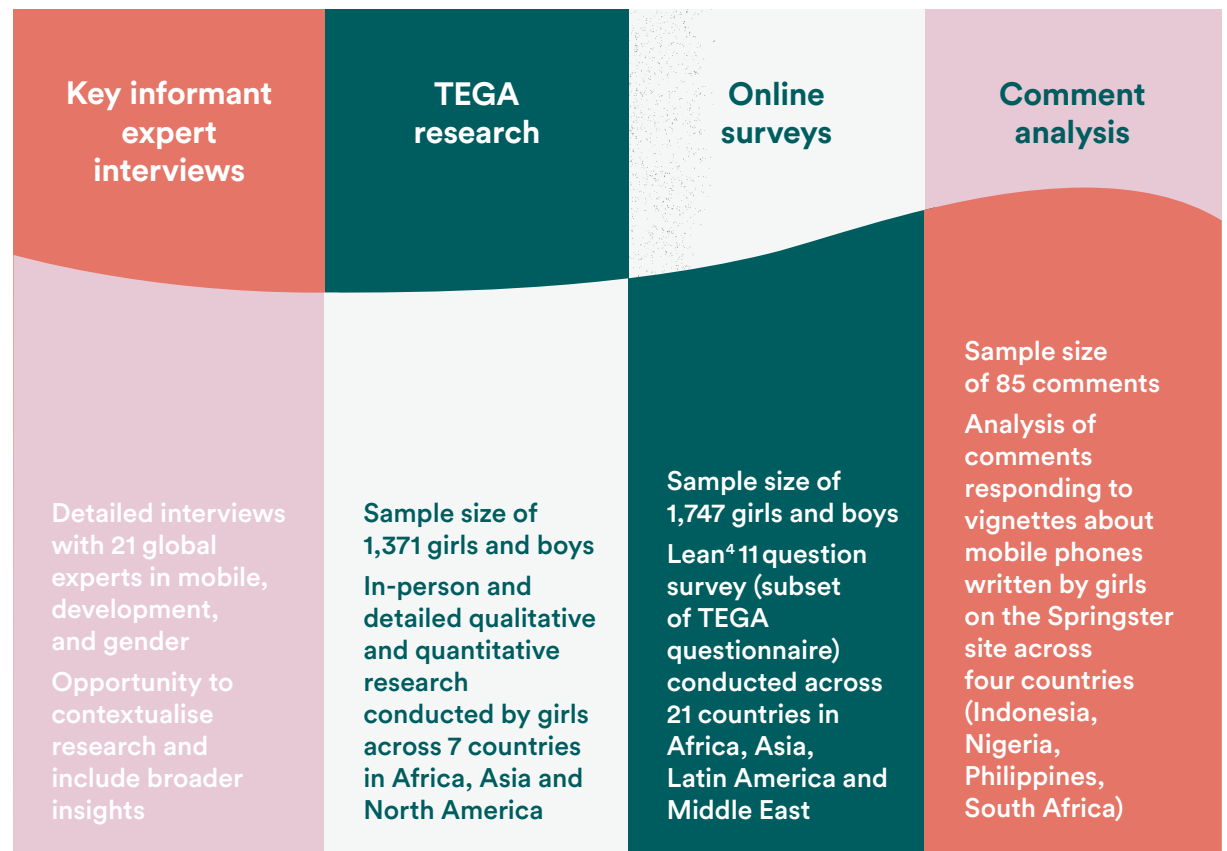 Key informant
expert
interviews
Detailed interviews
with 21 global
experts in mobile,
development,
and gender
Opportunity to
contextualise
research and
include broader
insights
TEGA
research
Sample size of
1,371 girls and boys
In-person and
detailed qualitative
and quantitative
research
conducted by girls
across 7 countries
in Africa, Asia and
North America
Online
surveys
Sample size of
1,747 girls and boys
Lean⁴ 11 question
survey (subset
of TEGA
questionnaire)
conducted across
21 countries in
Africa, Asia,
Latin America and
Middle East
Comment
analysis
Sample size
of 85 comments
Analysis of
comments
responding to
vignettes about
mobile phones
written by girls
on the Springster
site across
four countries
(Indonesia,
Nigeria,
Philippines,
South Africa)